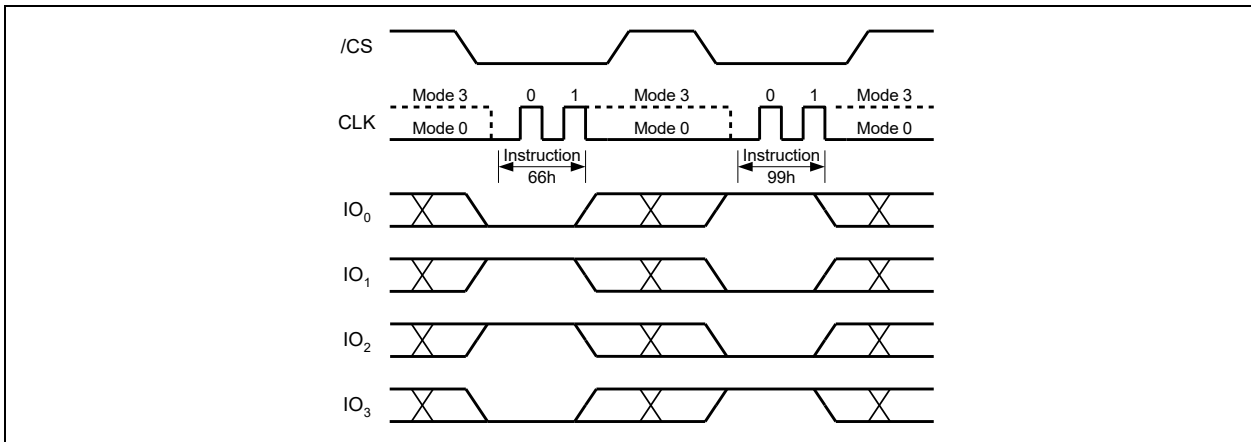 /CS
Mode 3 0 1 Mode 3 0 1 Mode 3
CLK
Mode 0 Mode 0 Mode 0
Instruction Instruction
66h 99h
IO0
IO1
IO2
IO3